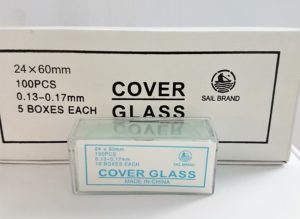 24×60mm
100PCS
0.13-0.17mm
5 BOXES EACH
COVER
GLASS
SAIL BRAND
24 x 60mm
100PCS
0.13-0.17mm
10 BOXES EACH
COVER GLASS
MADE IN CHINA